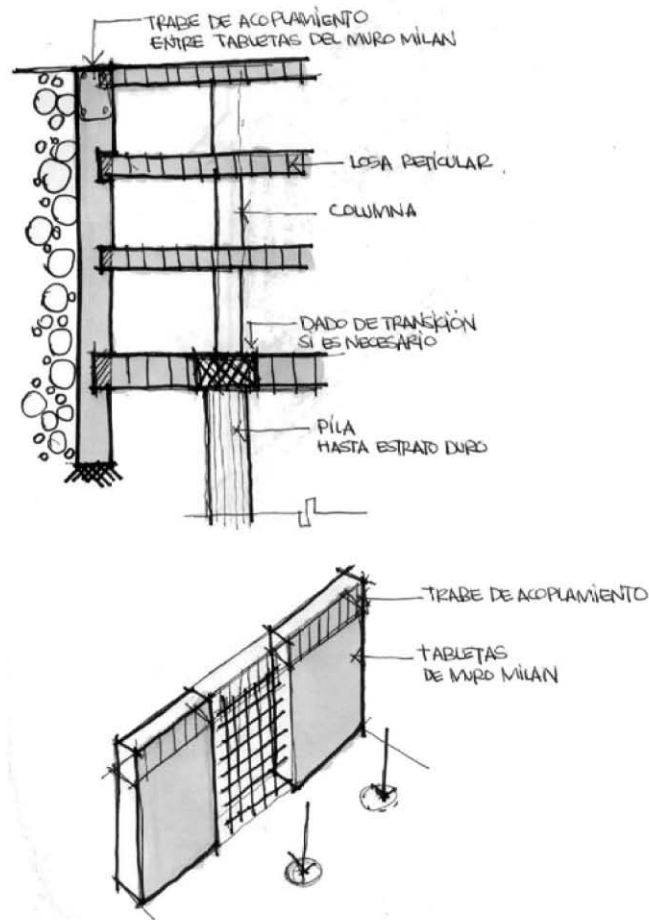 TRABE DE ACOPLAMIENTO
ENTRE TABLETAS DEL MURO MILAN
LOSA RETICULAR
COLUMNA
DADO DE TRANSICIÓN
SI ES NECESARIO
PILA
HASTA ESTRATO DURO
TRABE DE ACOPLAMIENTO
TABLETAS
DE MURO MILAN